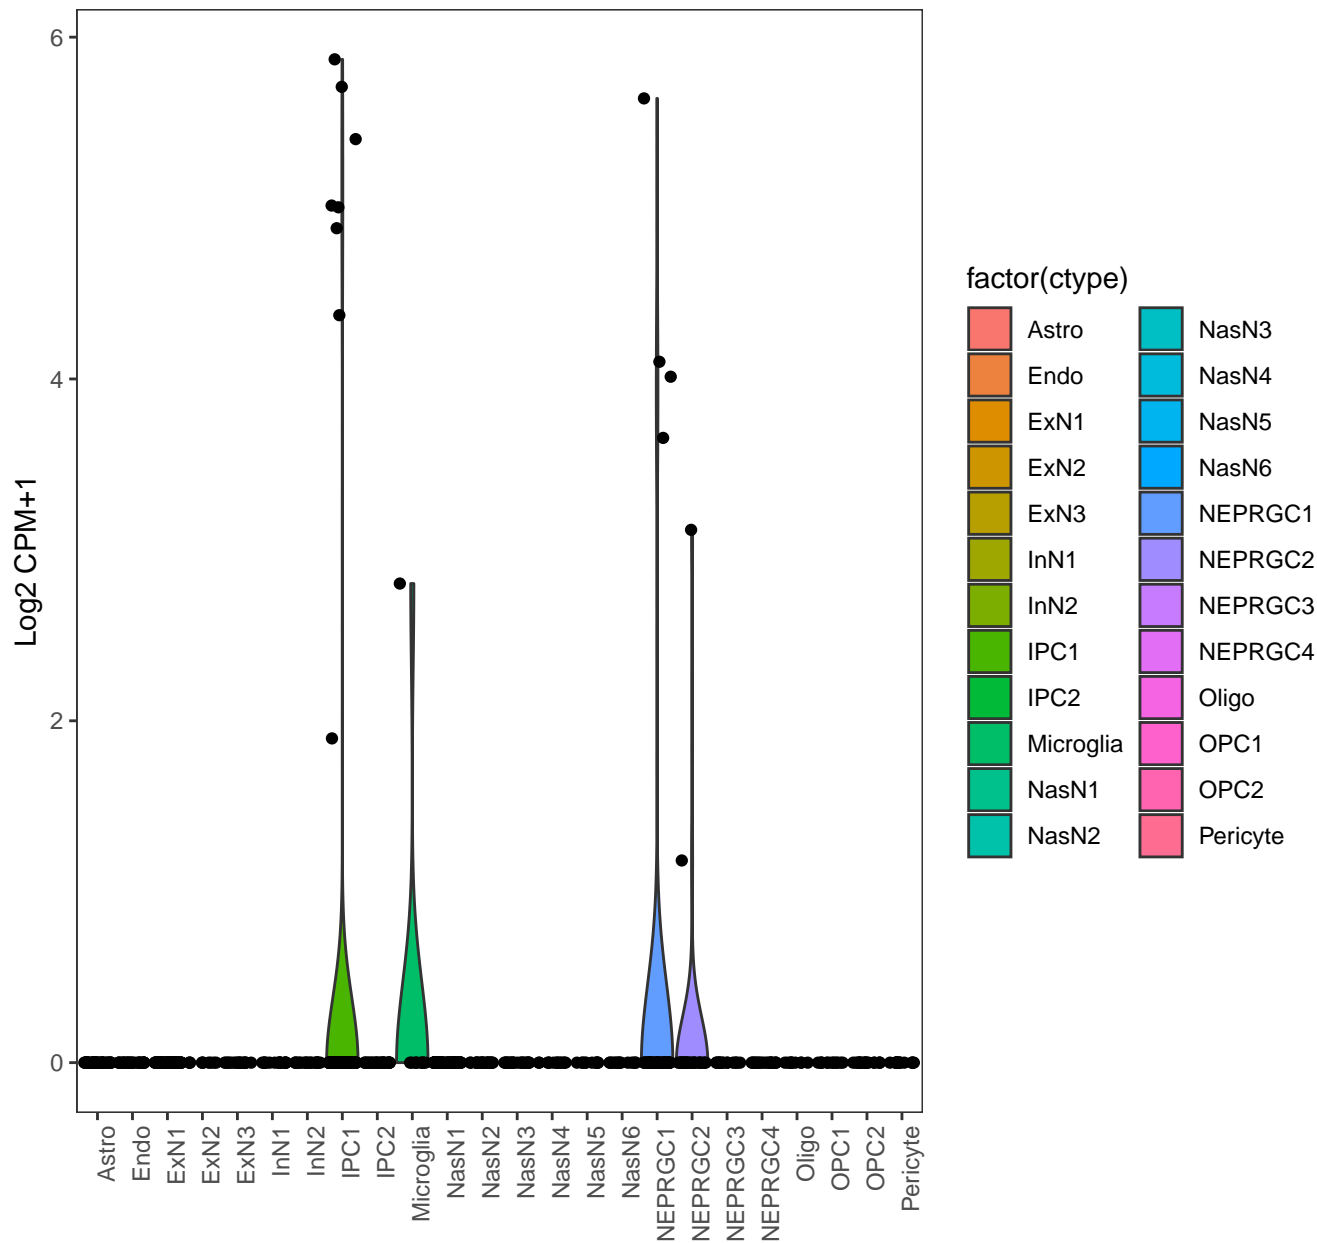 6
4
2
0
Log2 CPM+1
Astro
Endo
ExN1
ExN2
ExN3
InN1
InN2
IPC1
IPC2
Microglia
NasN1
NasN2
NasN3
NasN4
NasN5
NasN6
NEPRGC1
NEPRGC2
NEPRGC3
NEPRGC4
Oligo
OPC1
OPC2
Pericyte
factor(ctype)
Astro
Endo
ExN1
ExN2
ExN3
InN1
InN2
IPC1
IPC2
Microglia
NasN1
NasN2
NasN3
NasN4
NasN5
NasN6
NEPRGC1
NEPRGC2
NEPRGC3
NEPRGC4
Oligo
OPC1
OPC2
Pericyte